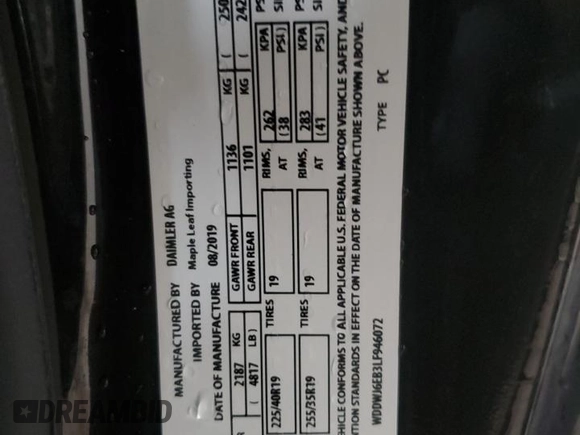 MANUFACTURED BY DAIMLER AG
IMPORTED BY Maple Leaf Importing
DATE OF MANUFACTURE 08/2019
2187 KG GAWR FRONT 1136 KG ( 250
( 4817 LB) GAWR REAR 1101 KG ( 242
225/40R19 TIRES 19 RIMS, AT 262 KPA (38 PSI)
255/35R19 TIRES 19 RIMS, AT 283 KPA (41 PSI)
VEHICLE CONFORMS TO ALL APPLICABLE U.S. FEDERAL MOTOR VEHICLE SAFETY, AND
TION STANDARDS IN EFFECT ON THE DATE OF MANUFACTURE SHOWN ABOVE.
WDDWJ6EB3LF946072 TYPE PC
DREAMBID